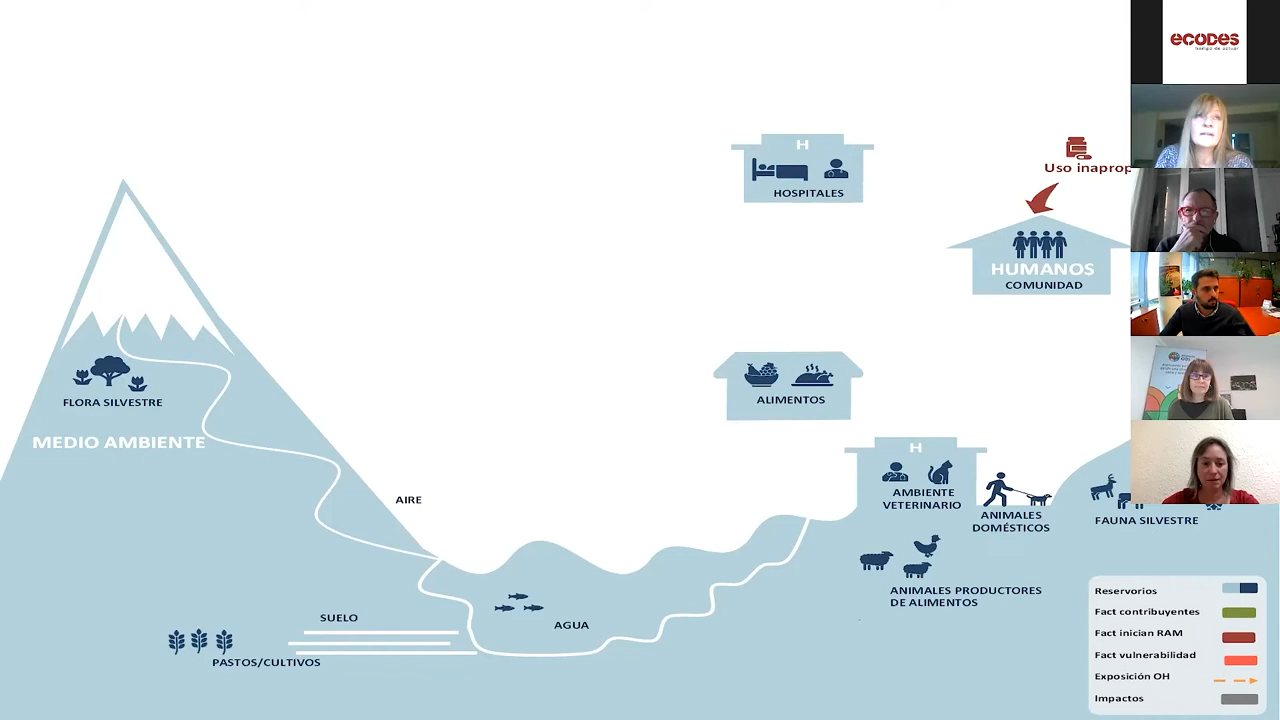 ecodes
H
HOSPITALES
Uso inaprop
HUMANOS
COMUNIDAD
ALIMENTOS
FLORA SILVESTRE
MEDIO AMBIENTE
AIRE
H
AMBIENTE
VETERINARIO
ANIMALES
DOMÉSTICOS
FAUNA SILVESTRE
ANIMALES PRODUCTORES
DE ALIMENTOS
SUELO
AGUA
PASTOS/CULTIVOS
Reservorios
Fact contribuyentes
Fact inician RAM
Fact vulnerabilidad
Exposición OH
Impactos